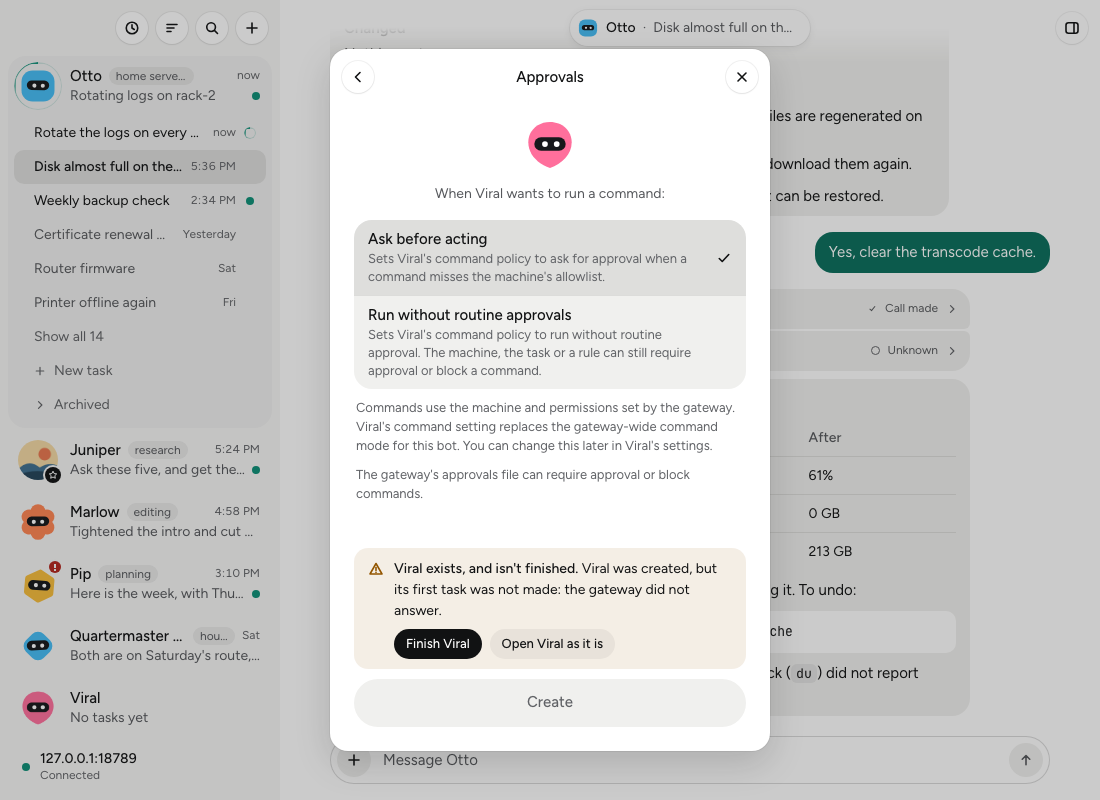 Otto home serve... now
Rotating logs on rack-2
Rotate the logs on every ... now
Disk almost full on the... 5:36 PM
Weekly backup check 2:34 PM
Certificate renewal ... Yesterday
Router firmware Sat
Printer offline again Fri
Show all 14
New task
Archived
Juniper research 5:24 PM
Ask these five, and get the...
Marlow editing 4:58 PM
Tightened the intro and cut ...
Pip planning 3:10 PM
Here is the week, with Thu...
Quartermaster ... hou... Sat
Both are on Saturday's route,...
Viral
No tasks yet
127.0.0.1:18789
Connected
Otto · Disk almost full on th...
Approvals
When Viral wants to run a command:
Ask before acting
Sets Viral's command policy to ask for approval when a
command misses the machine's allowlist.
Run without routine approvals
Sets Viral's command policy to run without routine
approval. The machine, the task or a rule can still require
approval or block a command.
Commands use the machine and permissions set by the gateway.
Viral's command setting replaces the gateway-wide command
mode for this bot. You can change this later in Viral's settings.
The gateway's approvals file can require approval or block
commands.
Viral exists, and isn't finished. Viral was created, but
its first task was not made: the gateway did not
answer.
Finish Viral Open Viral as it is
Create
files are regenerated on
download them again.
can be restored.
Yes, clear the transcode cache.
Call made
Unknown
After
61%
0 GB
213 GB
it. To undo:
(du) did not report
Message Otto